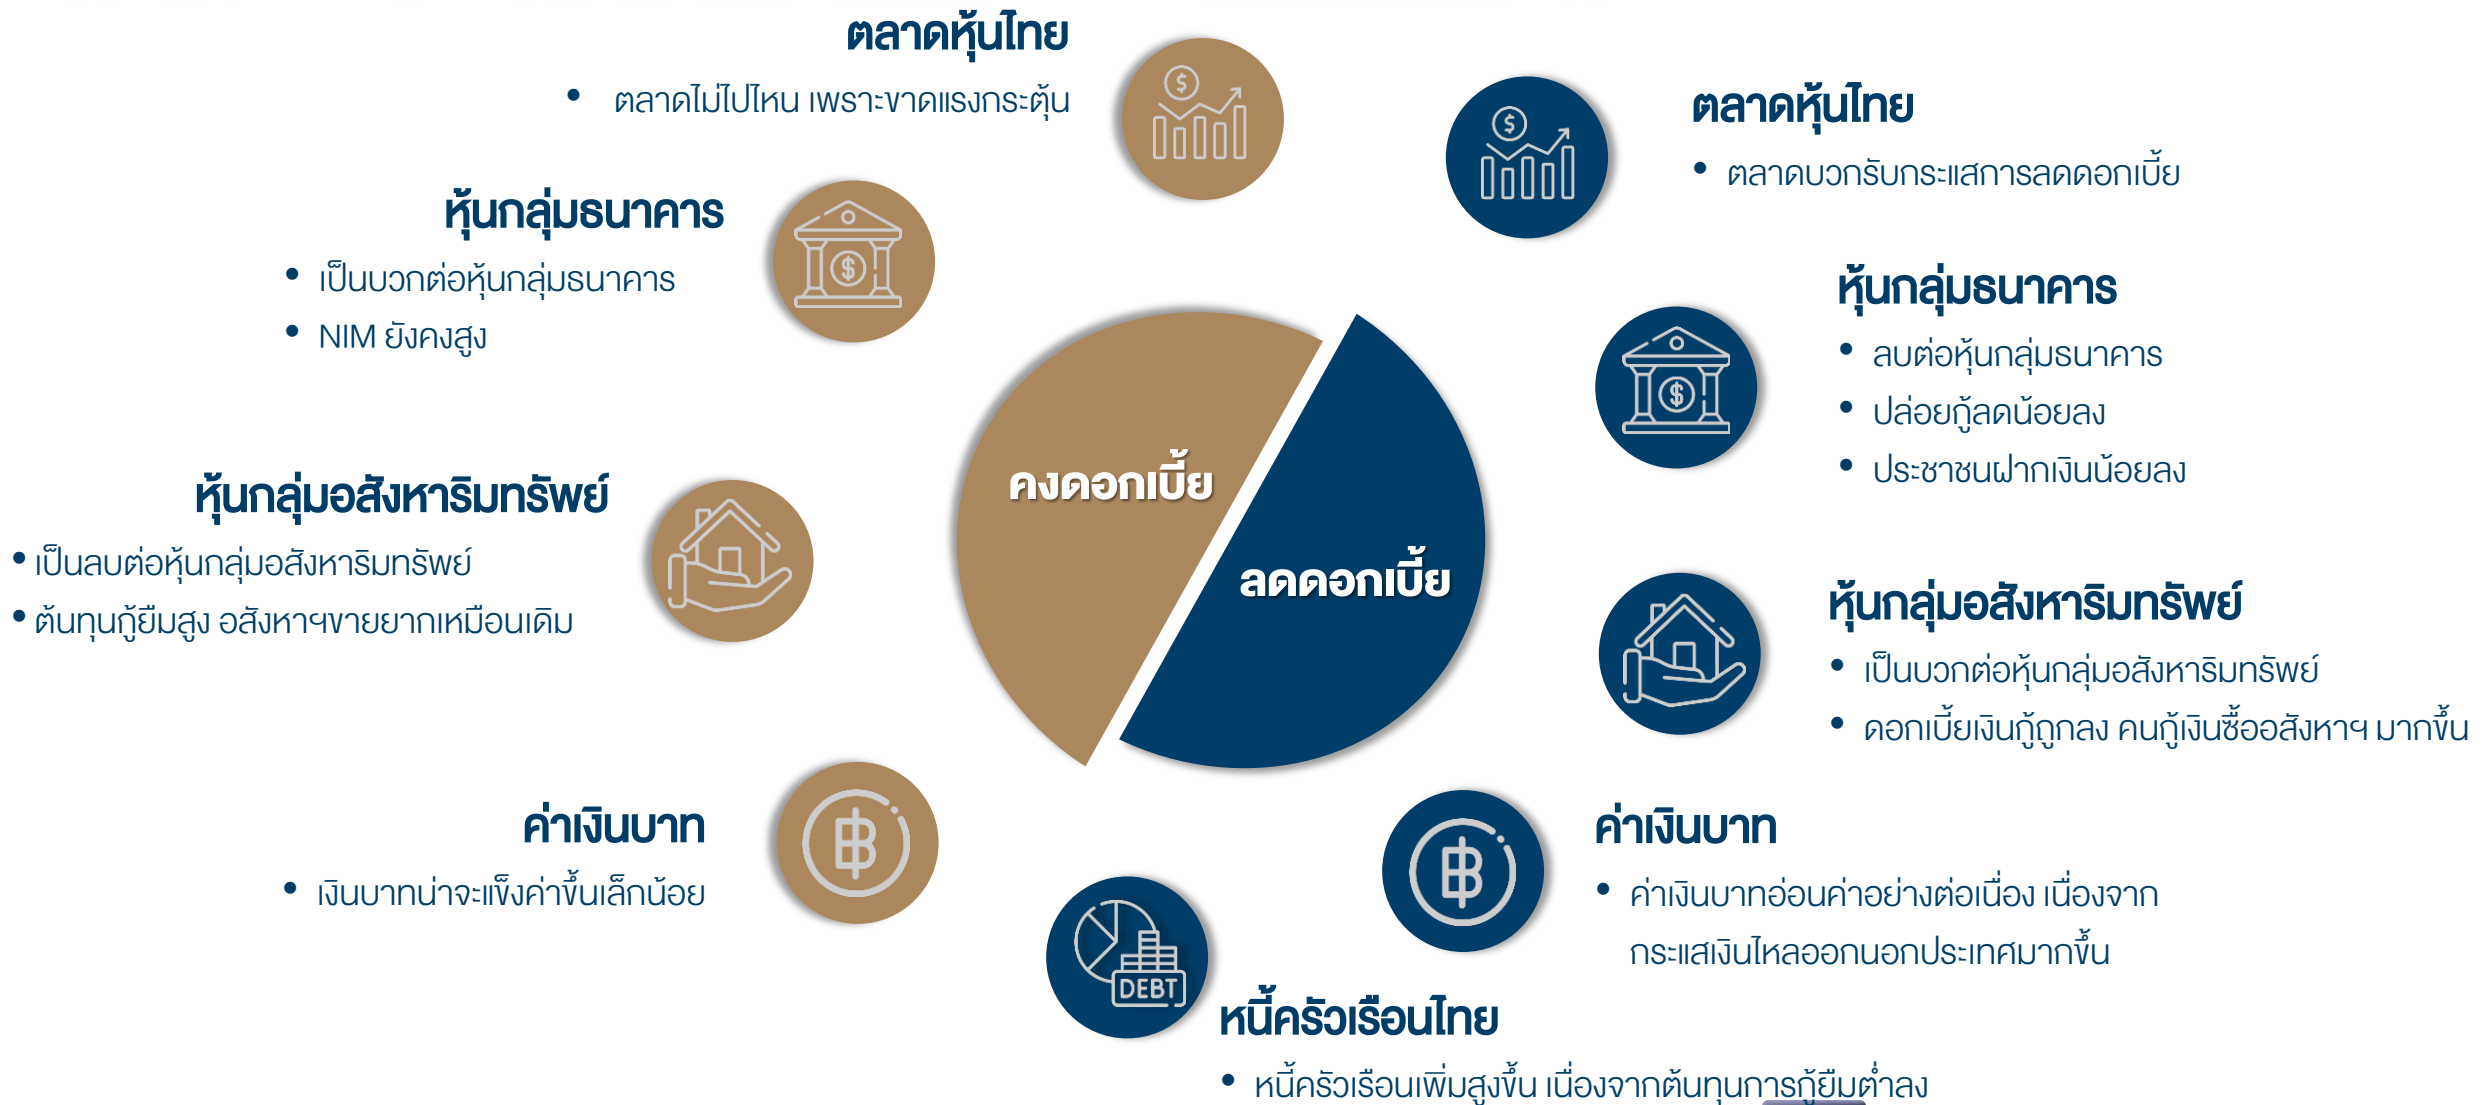 ตลาดหุ้นไทย
• ตลาดไม่ไปไหน เพราะขาดแรงกระตุ้น
หุ้นกลุ่มธนาคาร
• เป็นบวกต่อหุ้นกลุ่มธนาคาร
• NIM ยังคงสูง
หุ้นกลุ่มอสังหาริมทรัพย์
• เป็นลบต่อหุ้นกลุ่มอสังหาริมทรัพย์
• ต้นทุนกู้ยืมสูง อสังหาฯขายยากเหมือนเดิม
ค่าเงินบาท
• เงินบาทน่าจะแข็งค่าขึ้นเล็กน้อย
คงดอกเบี้ย
ลดดอกเบี้ย
ตลาดหุ้นไทย
• ตลาดบวกรับกระแสการลดดอกเบี้ย
หุ้นกลุ่มธนาคาร
• ลบต่อหุ้นกลุ่มธนาคาร
• ปล่อยกู้ลดน้อยลง
• ประชาชนฝากเงินน้อยลง
หุ้นกลุ่มอสังหาริมทรัพย์
• เป็นบวกต่อหุ้นกลุ่มอสังหาริมทรัพย์
• ดอกเบี้ยเงินกู้ถูกลง คนกู้เงินซื้ออสังหาฯ มากขึ้น
ค่าเงินบาท
• ค่าเงินบาทอ่อนค่าอย่างต่อเนื่อง เนื่องจาก
กระแสเงินไหลออกนอกประเทศมากขึ้น
DEBT
หนี้ครัวเรือนไทย
• หนี้ครัวเรือนเพิ่มสูงขึ้น เนื่องจากต้นทุนการกู้ยืมต่ำลง